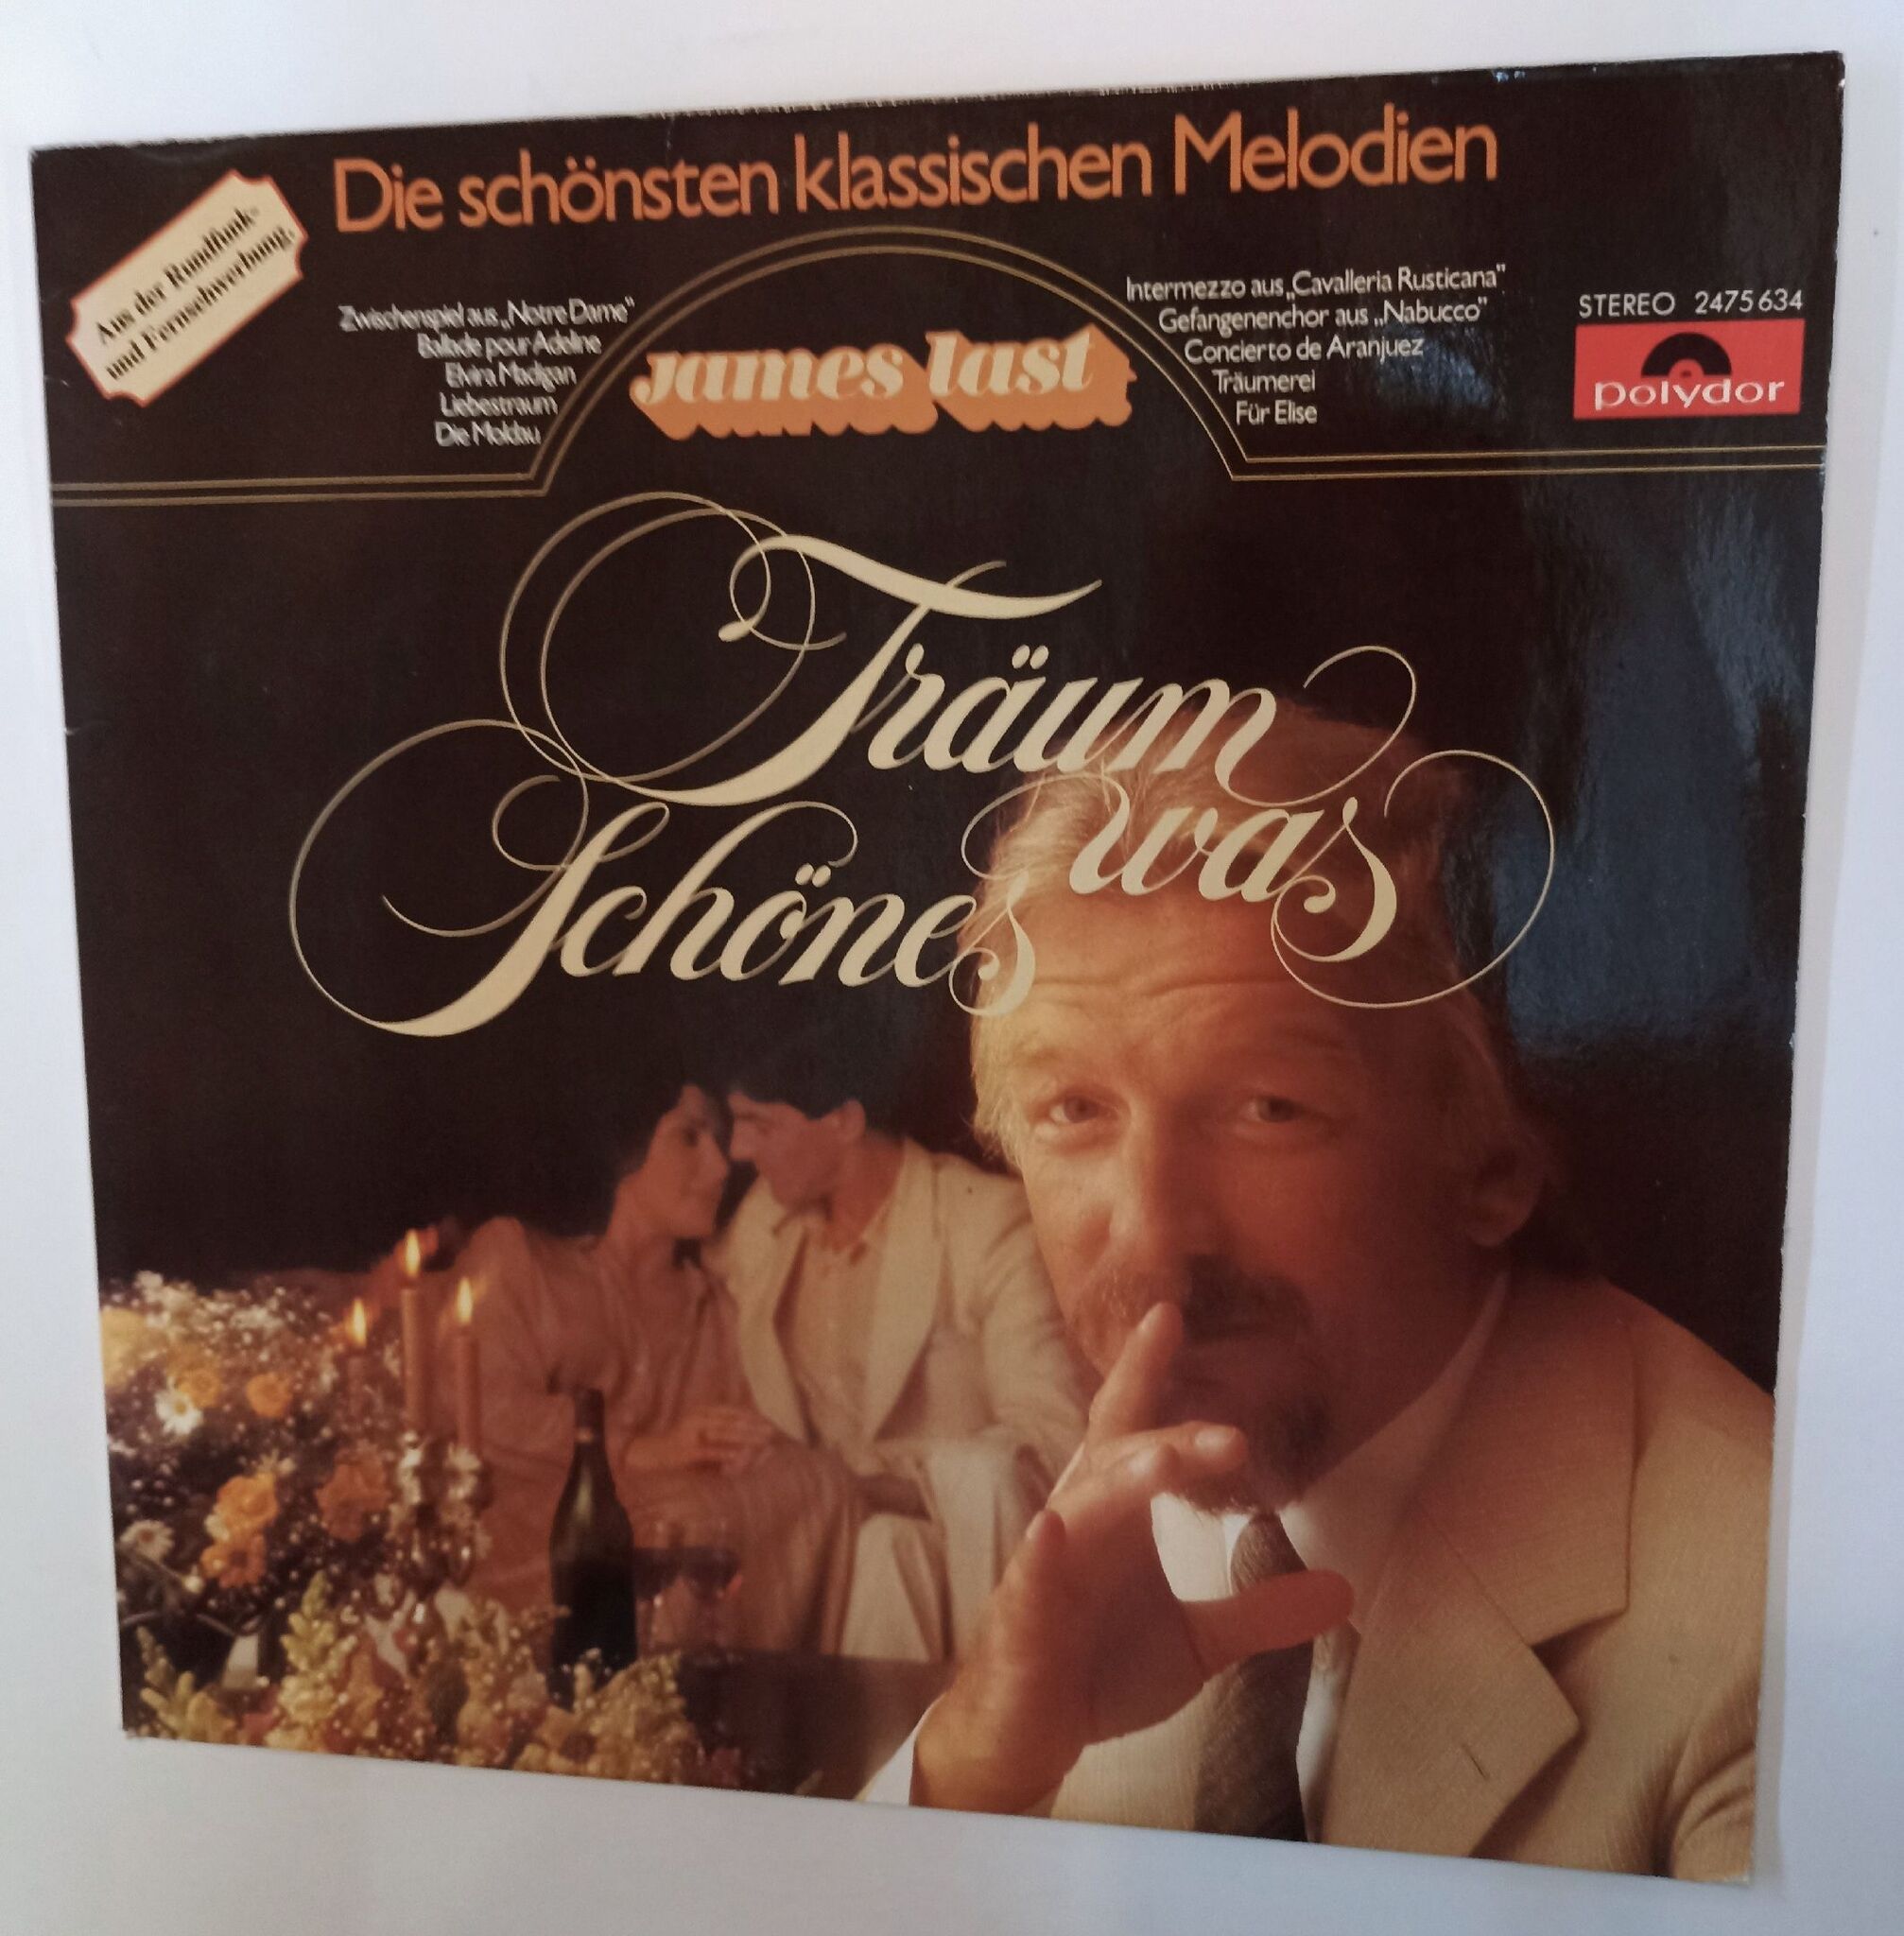 Die schönsten klassischen Melodien
Aus der Rundfunk-
und Fernsehwerbung.
Zwischenspiel aus „Notre Dame"
Ballade pour Adeline
Elvira Madigan
Liebestraum
Die Moldau
james last
Intermezzo aus „Cavalleria Rusticana"
Gefangenenchor aus „Nabucco"
Concierto de Aranjuez
Träumerei
Für Elise
STEREO 2475634
polydor
Träum
was
Schönes